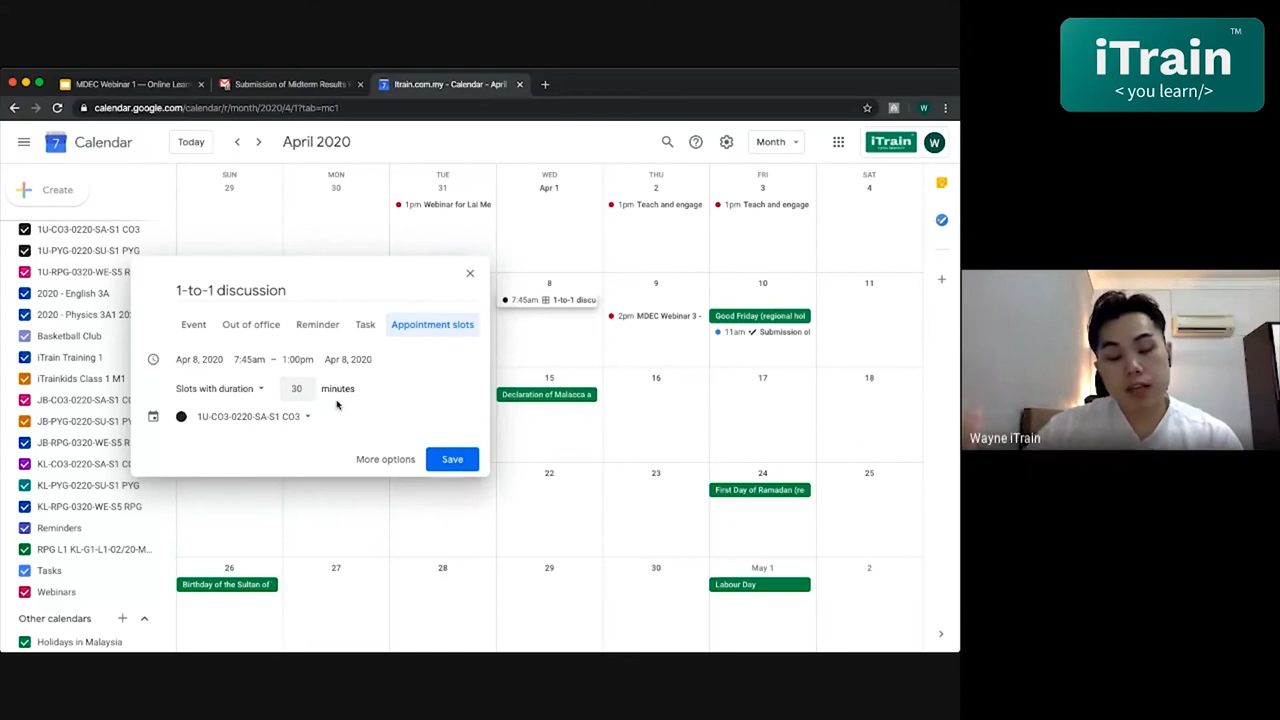 iTrain
TM
< you learn/>
MDEC Webinar 1 — Online Lear
Submission of Midterm Results
Itrain.com.my - Calendar - April
calendar.google.com/calendar/r/month/2020/4/1?tab=mc1
W
7 Calendar
Today
April 2020
Month
iTrain
W
Create
SUN MON TUE WED THU FRI SAT
29 30 31 Apr 1 2 3 4
1pm Webinar for Lai Me
1pm Teach and engage
1pm Teach and engage
1U-CO3-0220-SA-S1 CO3
1U-PYG-0220-SU-S1 PYG
1U-RPG-0320-WE-S5 R
2020 - English 3A
2020 - Physics 3A1 20
Basketball Club
iTrain Training 1
iTrainkids Class 1 M1
JB-CO3-0220-SA-S1 C
JB-PYG-0220-SU-S1 P
JB-RPG-0320-WE-S5 R
KL-CO3-0220-SA-S1 C
KL-PYG-0220-SU-S1 PYG
KL-RPG-0320-WE-S5 RPG
Reminders
RPG L1 KL-G1-L1-02/20-M...
Tasks
Webinars
Other calendars
Holidays in Malaysia
1-to-1 discussion
Event Out of office Reminder Task Appointment slots
Apr 8, 2020 7:45am – 1:00pm Apr 8, 2020
Slots with duration 30 minutes
1U-CO3-0220-SA-S1 CO3
More options Save
8 9 10 11
7:45am 1-to-1 discu
2pm MDEC Webinar 3 -
Good Friday (regional hol
11am Submission of
15 16 17 18
Declaration of Malacca a
22 23 24 25
First Day of Ramadan (re
26 27 28 29 30 May 1 2
Birthday of the Sultan of
Labour Day
Wayne iTrain